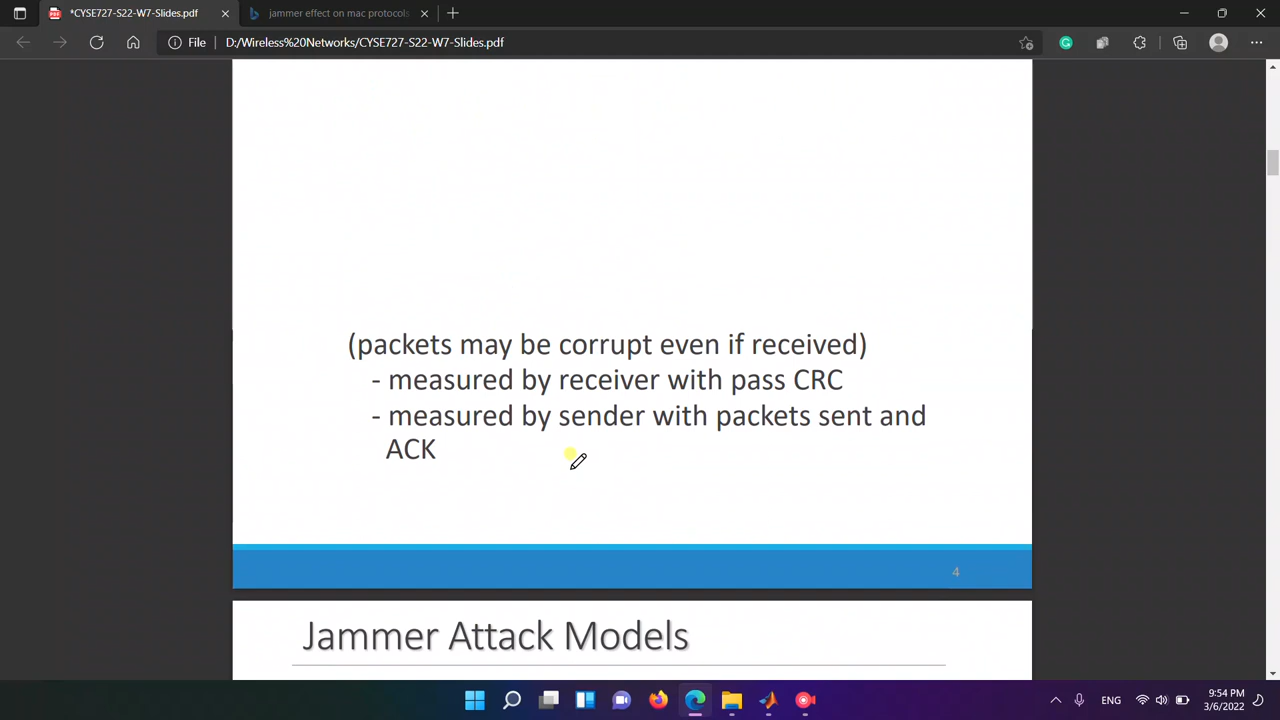 *CYSE727-S22-W7-Slides.pdf
jammer effect on mac protocols
File
D:/Wireless%20Networks/CYSE727-S22-W7-Slides.pdf
(packets may be corrupt even if received)
- measured by receiver with pass CRC
- measured by sender with packets sent and
ACK
4
Jammer Attack Models
ENG
9:54 PM
3/6/2022